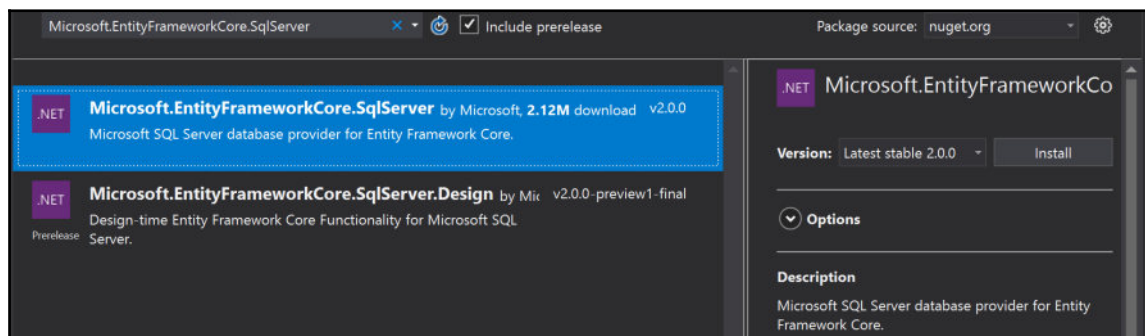 Microsoft.EntityFrameworkCore.SqlServer
Include prerelease
Package source: nuget.org
.NET
Microsoft.EntityFrameworkCore.SqlServer by Microsoft, 2.12M download v2.0.0
Microsoft SQL Server database provider for Entity Framework Core.
.NET
Prerelease
Microsoft.EntityFrameworkCore.SqlServer.Design by Mic v2.0.0-preview1-final
Design-time Entity Framework Core Functionality for Microsoft SQL
Server.
.NET
Microsoft.EntityFrameworkCo
Version: Latest stable 2.0.0
Install
Options
Description
Microsoft SQL Server database provider for Entity
Framework Core.